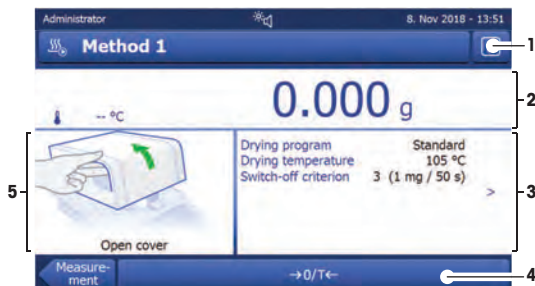 Administrator 8. Nov 2018 - 13:51
Method 1
1
0.000 g
-- °C
2
Drying program Standard
Drying temperature 105 °C
Switch-off criterion 3 (1 mg / 50 s)
>
3
5
Open cover
Measure-
ment
→0/T←
4